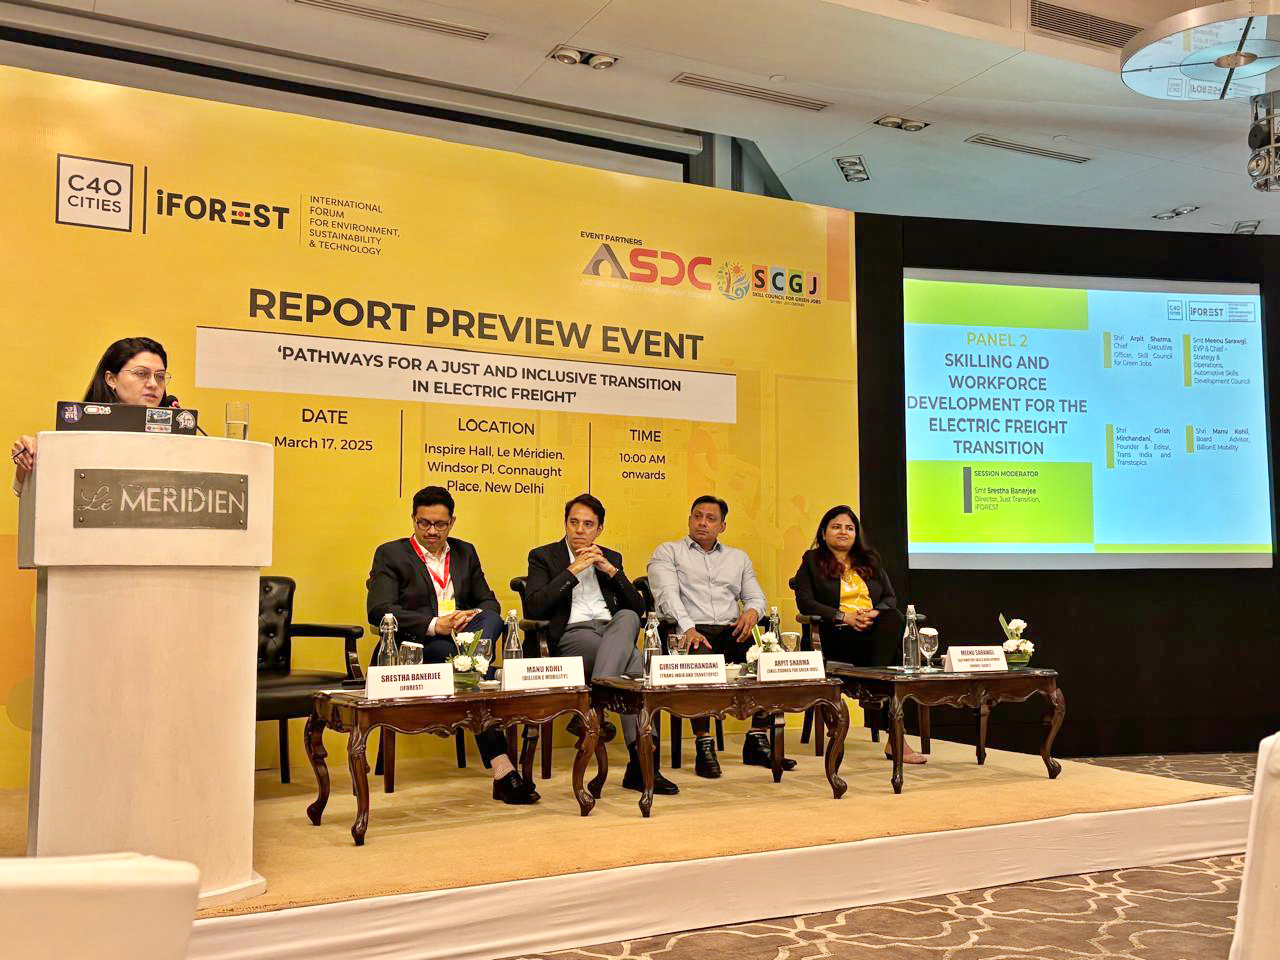 C40
CITIES
iFOREST
INTERNATIONAL
FORUM
FOR ENVIRONMENT,
SUSTAINABILITY
& TECHNOLOGY
EVENT PARTNERS
ASDC
AUTOMOTIVE SKILLS DEVELOPMENT COUNCIL
SCGJ
SKILL COUNCIL FOR GREEN JOBS
REPORT PREVIEW EVENT
‘PATHWAYS FOR A JUST AND INCLUSIVE TRANSITION
IN ELECTRIC FREIGHT’
DATE
March 17, 2025
LOCATION
Inspire Hall, Le Méridien,
Windsor Pl, Connaught
Place, New Delhi
TIME
10:00 AM
onwards
Le MERIDIEN
SRESTHA BANERJEE
(IFOREST)
MANU KOHLI
(BILLION E MOBILITY)
GIRISH MIRCHANDANI
(TRANS INDIA AND TRANSTOPICS)
ARPIT SHARMA
(SKILL COUNCIL FOR GREEN JOBS)
MEENU SARAWGI
C40
CITIES
iFOREST
PANEL 2
SKILLING AND
WORKFORCE
DEVELOPMENT FOR THE
ELECTRIC FREIGHT
TRANSITION
SESSION MODERATOR
Smt Srestha Banerjee
Director, Just Transition,
iFOREST
Shri Arpit Sharma,
Chief Executive
Officer, Skill Council
for Green Jobs
Smt Meenu Sarawgi,
EVP & Chief -
Strategy &
Operations,
Automotive Skills
Development Council
Shri Girish
Mirchandani,
Founder & Editor,
Trans India and
Transtopics
Shri Manu Kohli,
Board Advisor,
BillionE Mobility